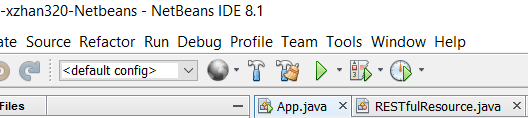 -xzhan320-Netbeans - NetBeans IDE 8.1
ate Source Refactor Run Debug Profile Team Tools Window Help
<default config>
Files App.java RESTfulResource.java